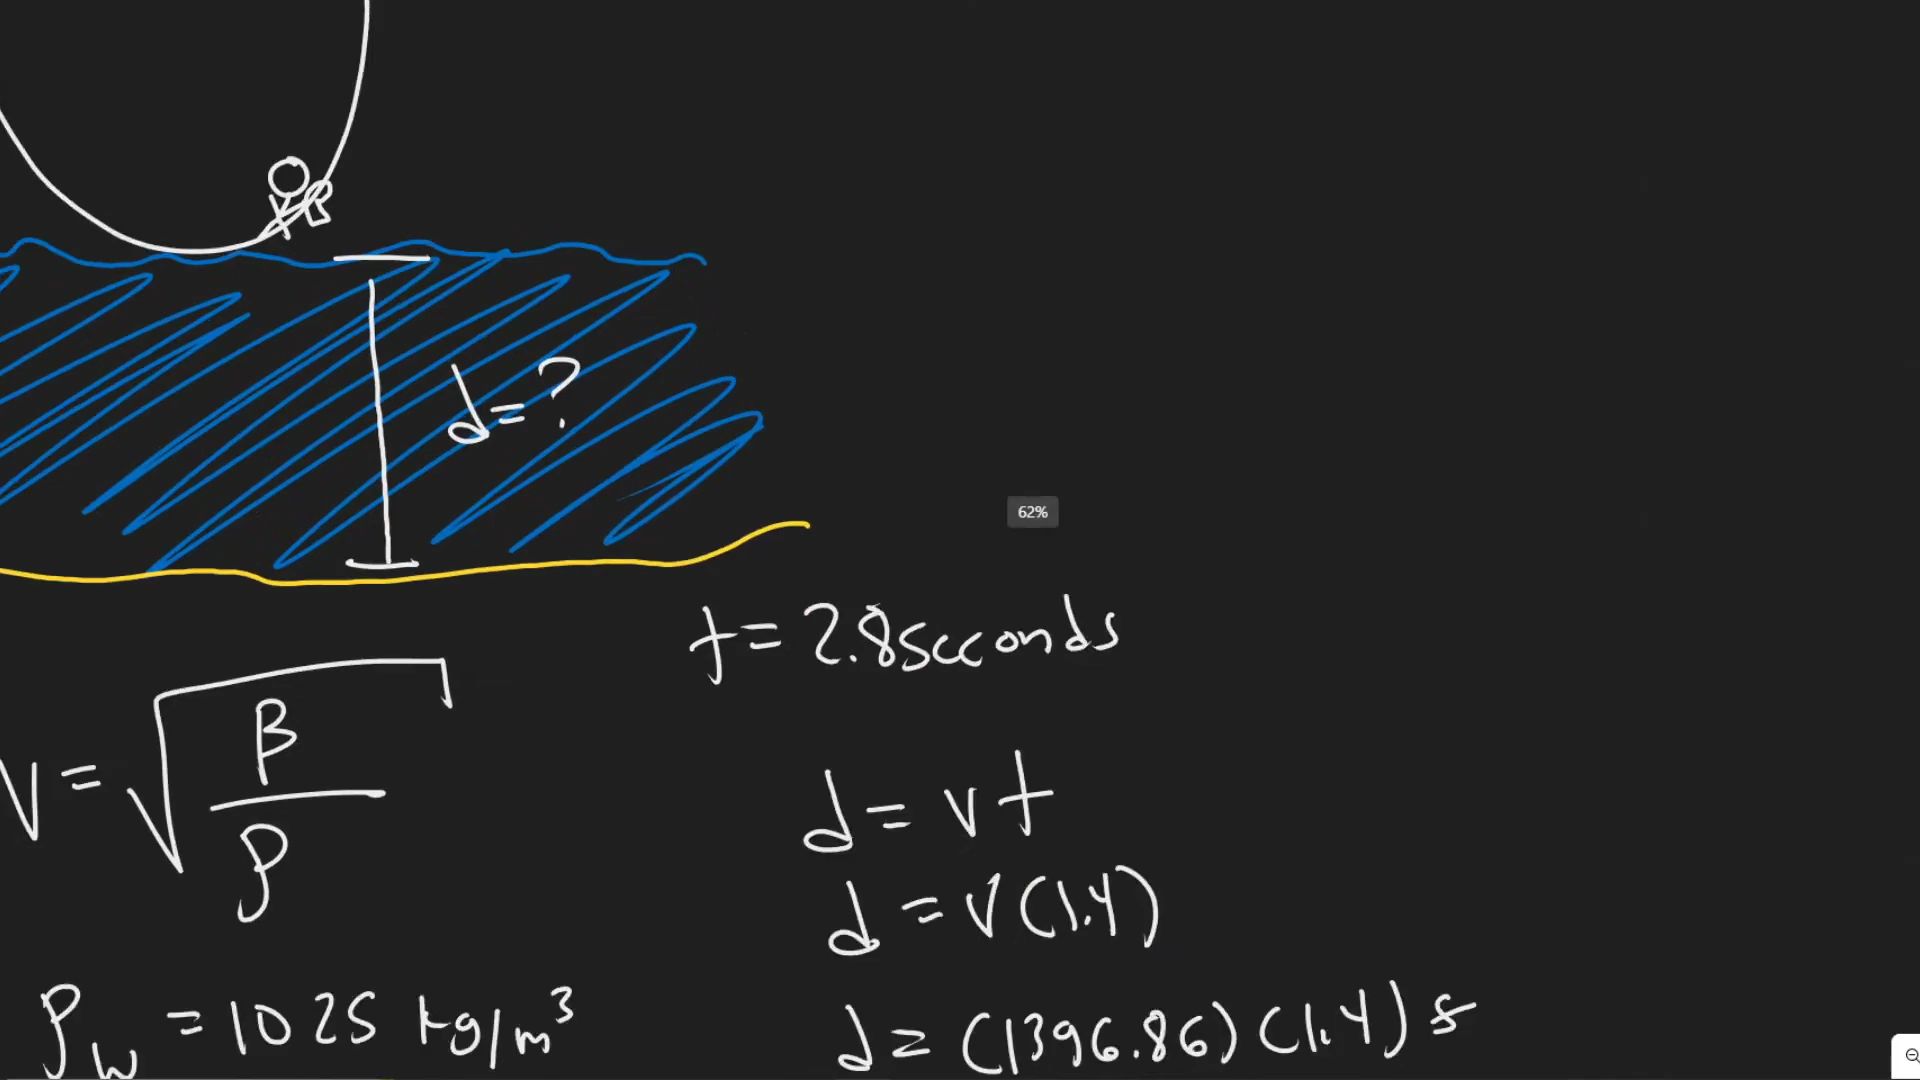 d=?
62%
t=2.8seconds
V=√(β/ρ)
d=vt
d=V(1.4)
ρw=1025 kg/m³
d=(1396.86)(1.4)